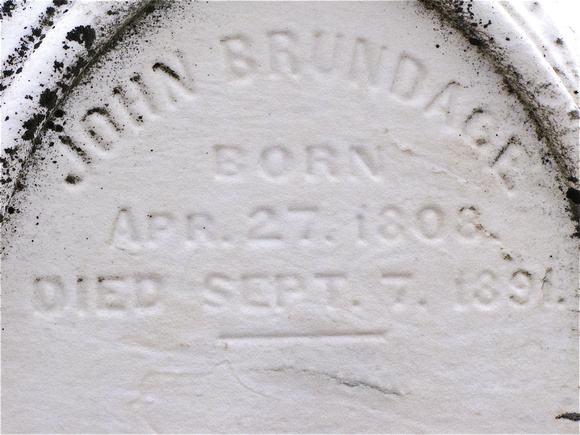 JOHN BRUNDAGE
BORN
APR. 27. 1808.
DIED SEPT. 7. 1891.